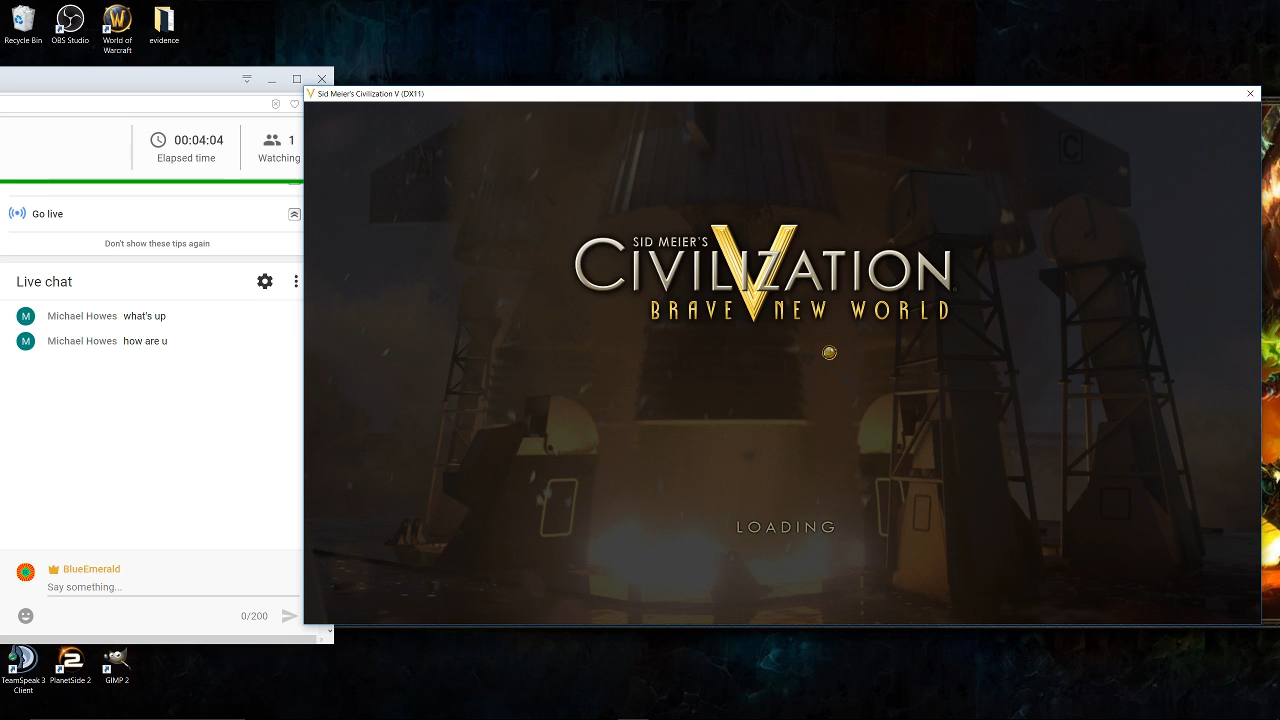 Recycle Bin
OBS Studio
World of
Warcraft
evidence
Sid Meier's Civilization V (DX11)
00:04:04
Elapsed time
1
Watching
Go live
Don't show these tips again
Live chat
M Michael Howes what's up
M Michael Howes how are u
BlueEmerald
Say something...
0/200
SID MEIER'S
CIVILIZATION
V
BRAVE NEW WORLD
LOADING
C
TeamSpeak 3
Client
PlanetSide 2
GIMP 2